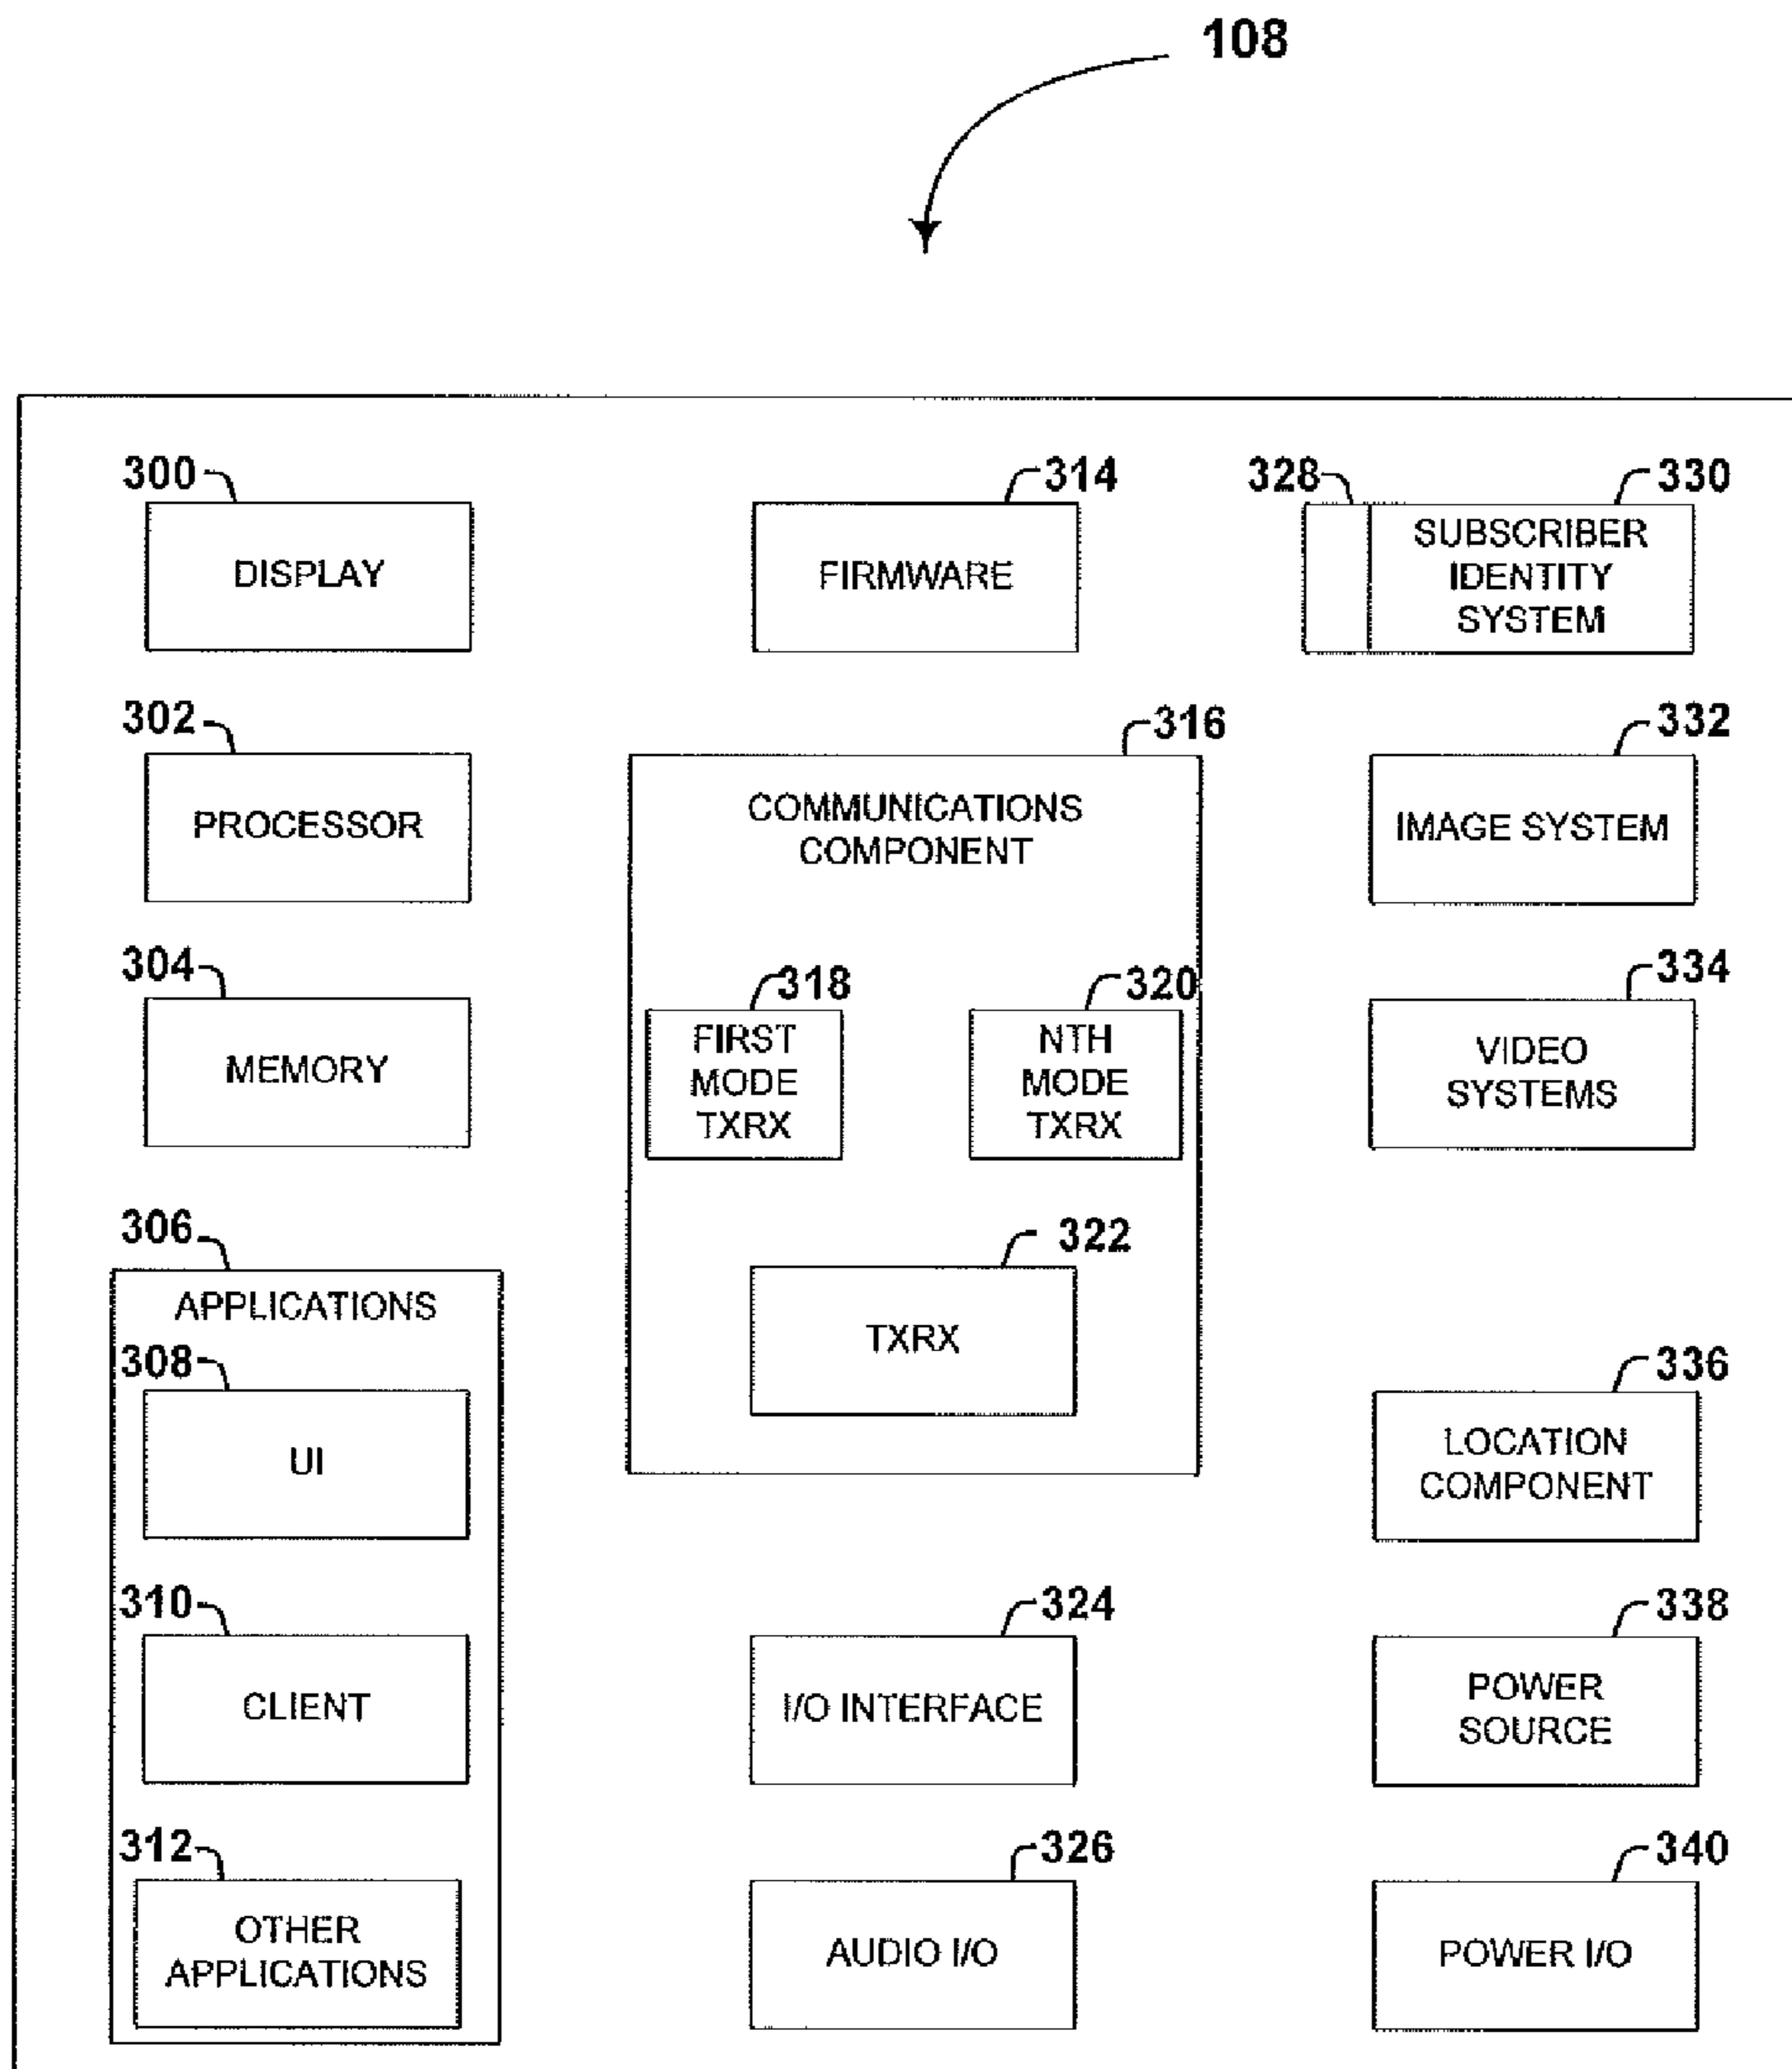 108
300
DISPLAY
314
FIRMWARE
328
330
SUBSCRIBER
IDENTITY
SYSTEM
302
PROCESSOR
316
COMMUNICATIONS
COMPONENT
332
IMAGE SYSTEM
304
MEMORY
318
FIRST
MODE
TXRX
320
NTH
MODE
TXRX
334
VIDEO
SYSTEMS
306
APPLICATIONS
322
TXRX
308
UI
336
LOCATION
COMPONENT
310
CLIENT
324
I/O INTERFACE
338
POWER
SOURCE
312
OTHER
APPLICATIONS
326
AUDIO I/O
340
POWER I/O